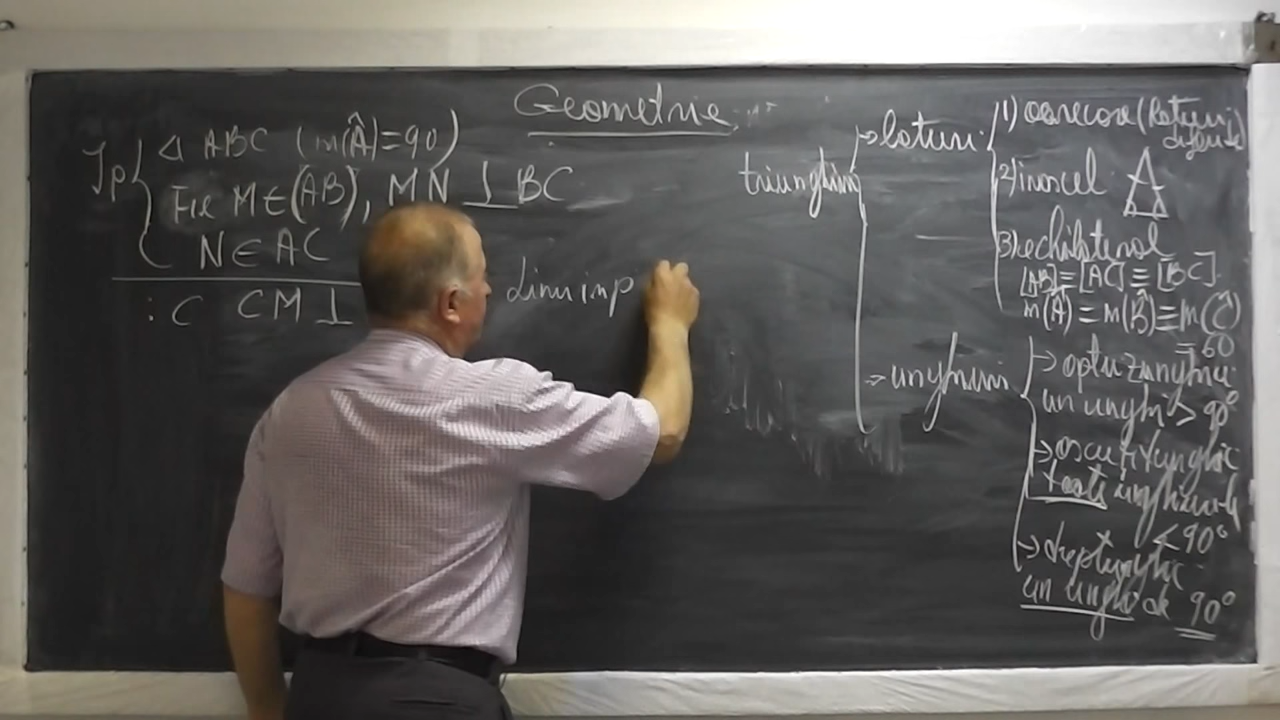 Geometrie
Ip
Δ ABC (m(Â)=90)
Fie M∈(AB), MN ⊥ BC
N∈AC
:C CM ⊥
Din ip
triunghiuri
→ laturi
1) oarecare (laturi
diferite)
2) isoscel
3) echilateral
[AB]≡[AC]≡[BC]
m(Â)=m(B̂)≡m(Ĉ)
=60
→ unghiuri
→ obtuzunghic
un unghi > 90°
→ ascutitunghic
toate unghiurile
< 90°
→ dreptunghic
un unghi de 90°